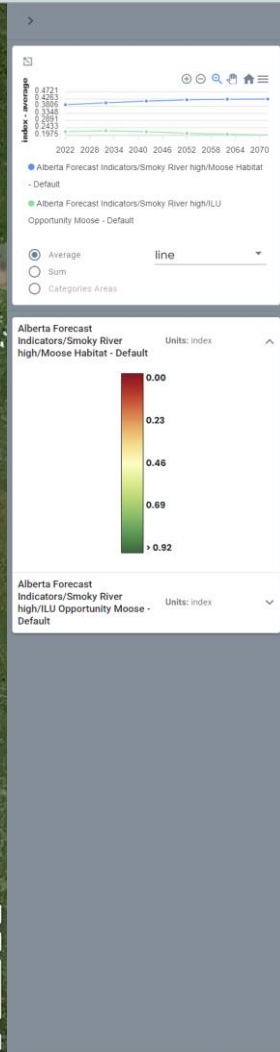 index - average
0.4721
0.4263
0.3806
0.3348
0.2891
0.2433
0.1975
2022 2028 2034 2040 2046 2052 2058 2064 2070
Alberta Forecast Indicators/Smoky River high/Moose Habitat
- Default
Alberta Forecast Indicators/Smoky River high/ILU
Opportunity Moose - Default
Average
line
Sum
Categories Areas
Alberta Forecast
Indicators/Smoky River
high/Moose Habitat - Default
Units: index
0.00
0.23
0.46
0.69
> 0.92
Alberta Forecast
Indicators/Smoky River
high/ILU Opportunity Moose -
Default
Units: index